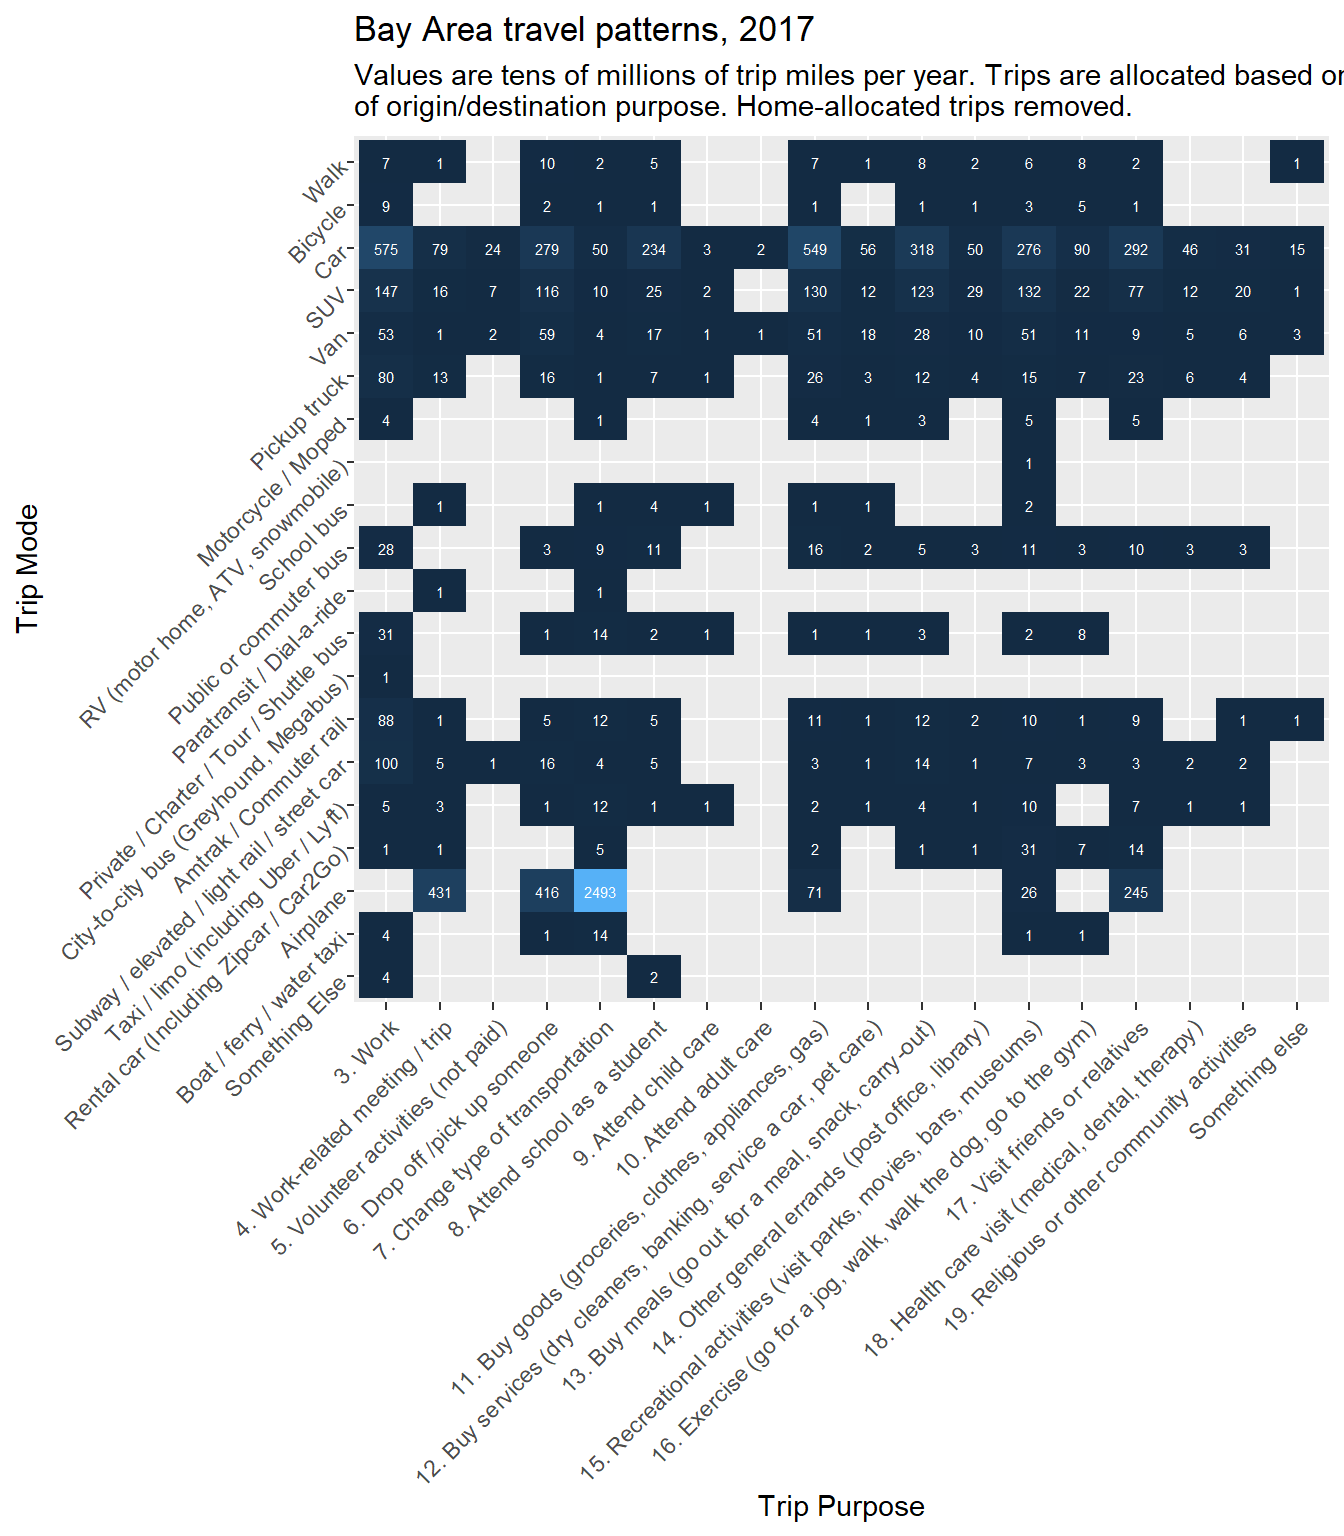 Bay Area travel patterns, 2017
Values are tens of millions of trip miles per year. Trips are allocated based
of origin/destination purpose. Home-allocated trips removed.
Trip Mode
Walk 7 1 10 2 5 7 1 8 2 6 8 2 1
Bicycle 9 2 1 1 1 1 1 3 5 1
Car 575 79 24 279 50 234 3 2 549 56 318 50 276 90 292 46 31 15
SUV 147 16 7 116 10 25 2 130 12 123 29 132 22 77 12 20 1
Van 53 1 2 59 4 17 1 1 51 18 28 10 51 11 9 5 6 3
Pickup truck 80 13 16 1 7 1 26 3 12 4 15 7 23 6 4
Motorcycle / Moped 4 1 4 1 3 5 5
RV (motor home, ATV, snowmobile) 1
School bus 1 1 4 1 1 1 2
Public or commuter bus 28 3 9 11 16 2 5 3 11 3 10 3 3
Paratransit / Dial-a-ride 1 1
Private / Charter / Tour / Shuttle bus 31 1 14 2 1 1 1 3 2 8
City-to-city bus (Greyhound, Megabus) 1
Amtrak / Commuter rail 88 1 5 12 5 11 1 12 2 10 1 9 1 1
Subway / elevated / light rail / street car 100 5 1 16 4 5 3 1 14 1 7 3 3 2 2
Taxi / limo (including Uber / Lyft) 5 3 1 12 1 1 2 1 4 1 10 7 1 1
Rental car (Including Zipcar / Car2Go) 1 1 5 2 1 1 31 7 14
Airplane 431 416 2493 71 26 245
Boat / ferry / water taxi 4 1 14 1 1
Something Else 4 2
3. Work
4. Work-related meeting / trip
5. Volunteer activities (not paid)
6. Drop off /pick up someone
7. Change type of transportation
8. Attend school as a student
9. Attend child care
10. Attend adult care
11. Buy goods (groceries, clothes, appliances, gas)
12. Buy services (dry cleaners, banking, service a car, pet care)
13. Buy meals (go out for a meal, snack, carry-out)
14. Other general errands (post office, library)
15. Recreational activities (visit parks, movies, bars, museums)
16. Exercise (go for a jog, walk, walk the dog, go to the gym)
17. Visit friends or relatives
18. Health care visit (medical, dental, therapy)
19. Religious or other community activities
Something else
Trip Purpose